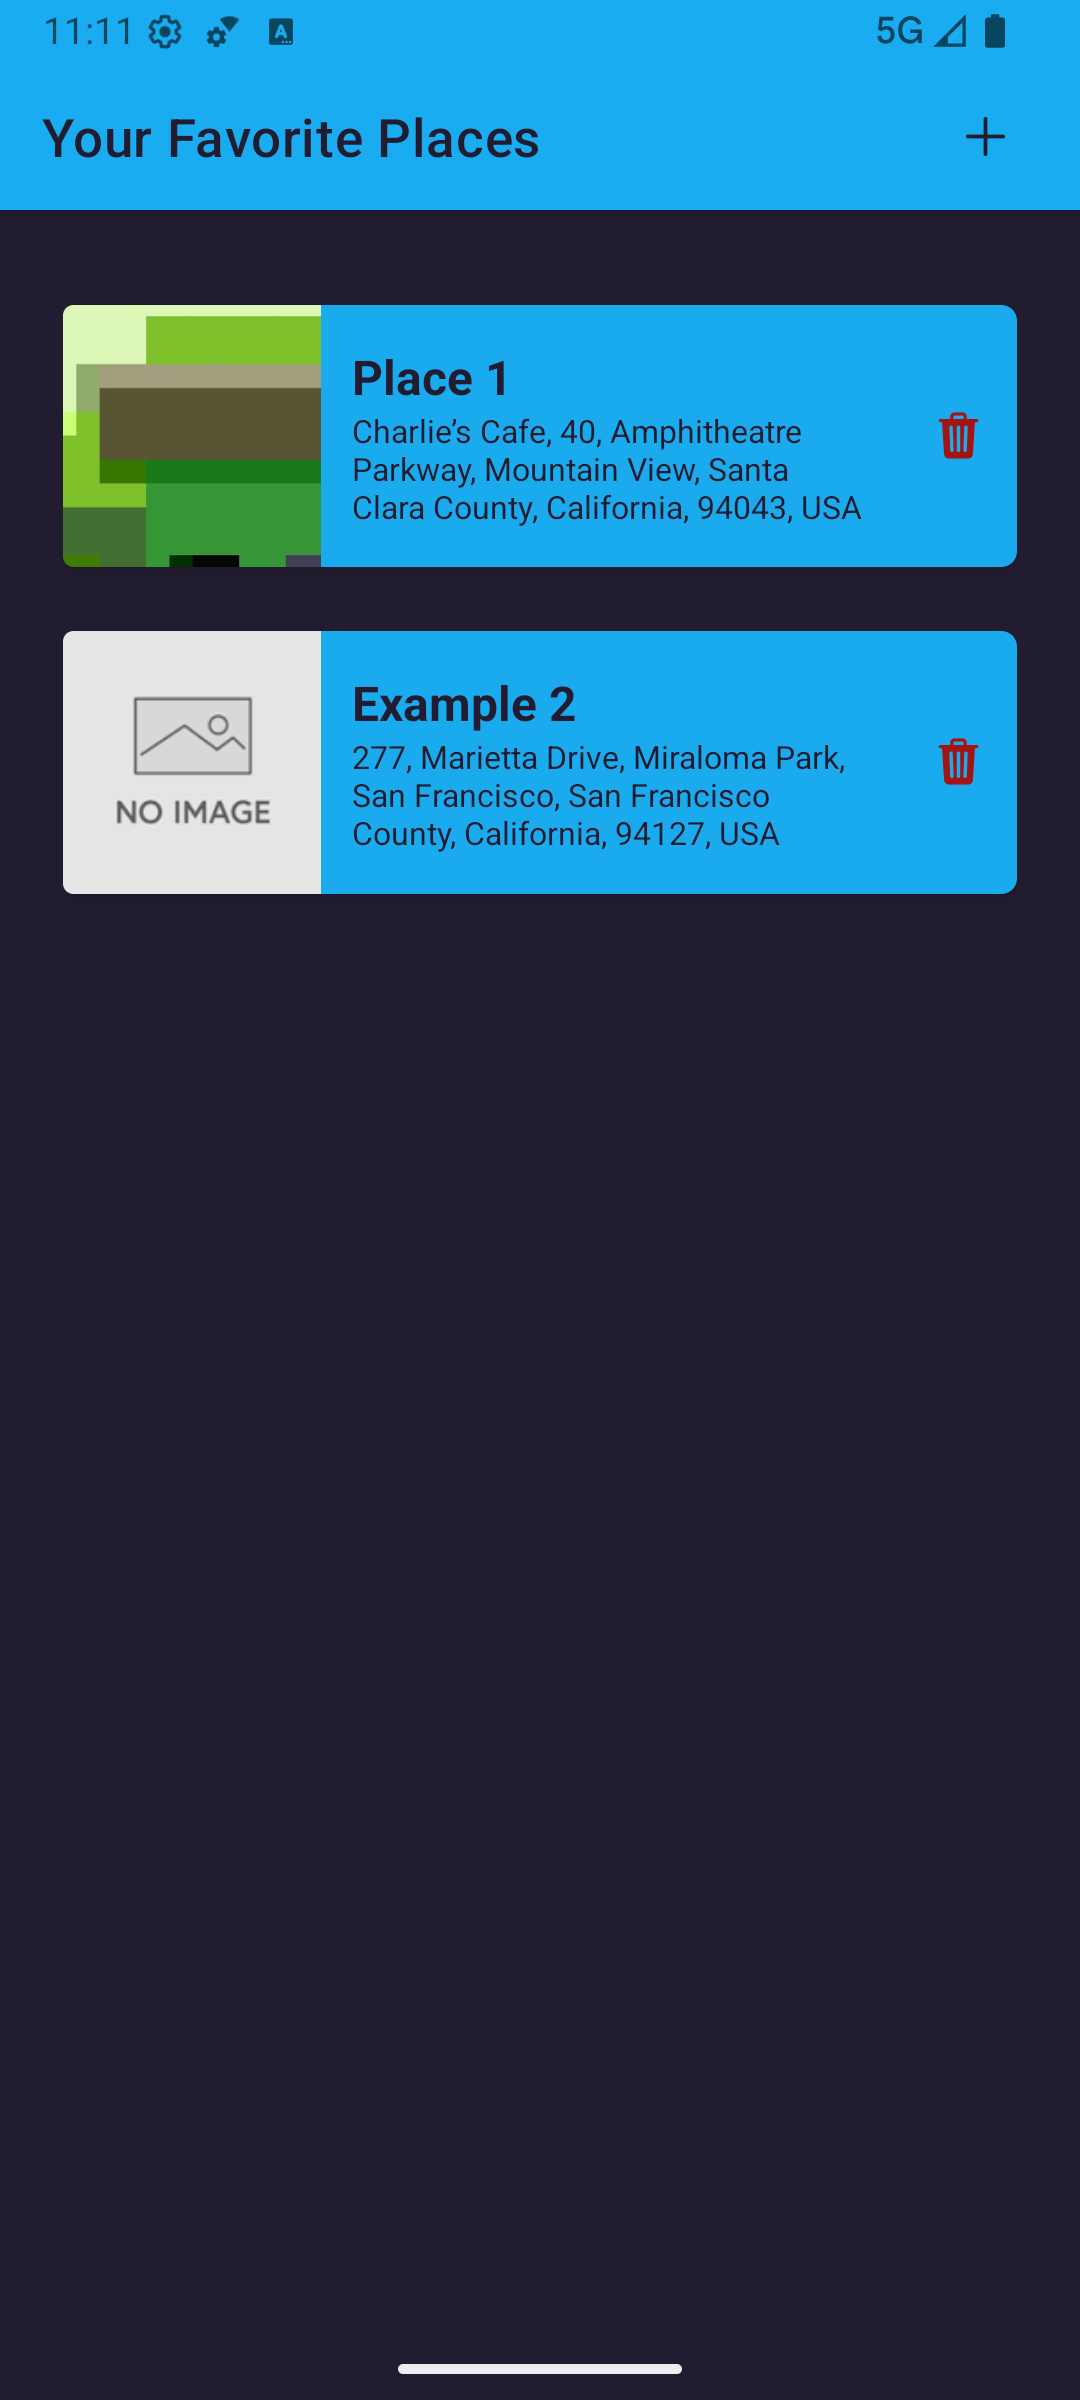 11:11
5G
Your Favorite Places
Place 1
Charlie’s Cafe, 40, Amphitheatre
Parkway, Mountain View, Santa
Clara County, California, 94043, USA
NO IMAGE
Example 2
277, Marietta Drive, Miraloma Park,
San Francisco, San Francisco
County, California, 94127, USA